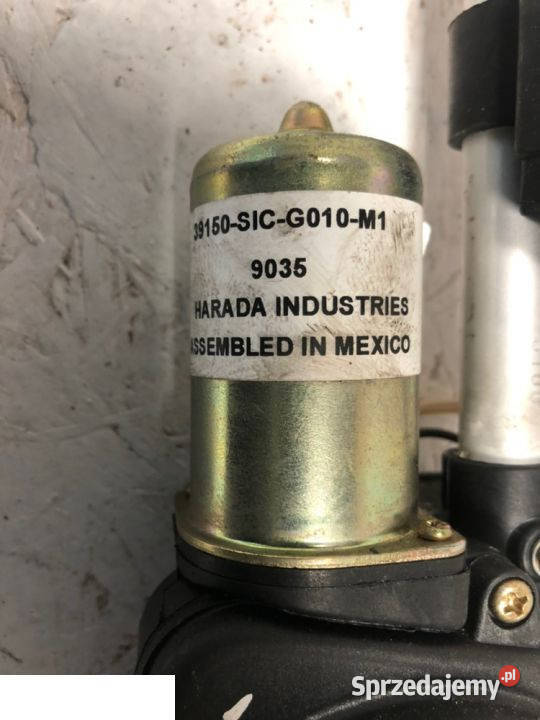 39150-SIC-G010-M1
9035
HARADA INDUSTRIES
ASSEMBLED IN MEXICO
Sprzedajemy.pl